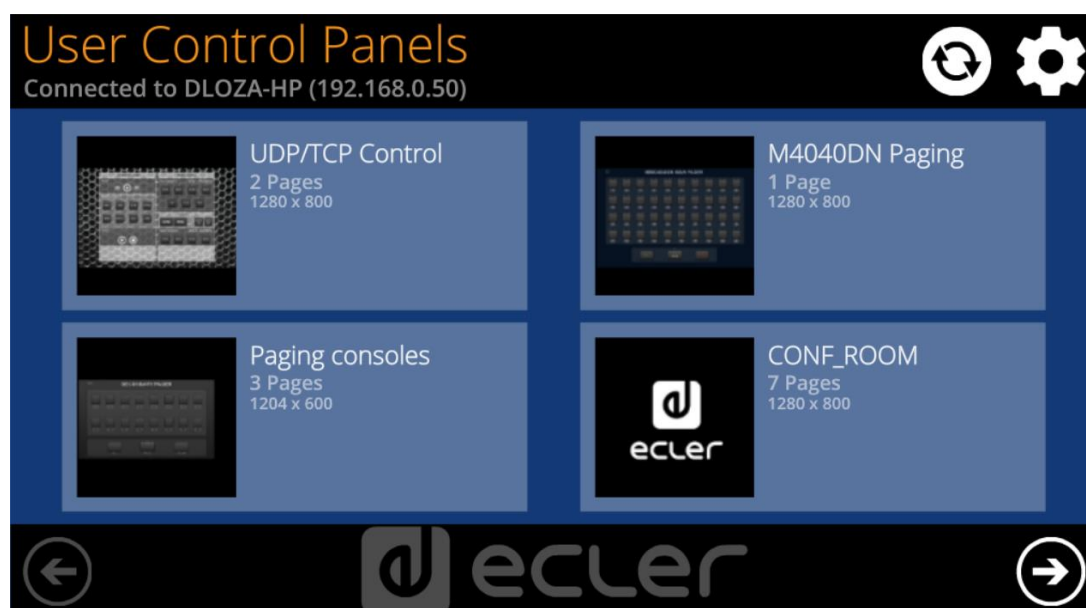 User Control Panels
Connected to DLOZA-HP (192.168.0.50)
UDP/TCP Control
2 Pages
1280 x 800
M4040DN Paging
1 Page
1280 x 800
Paging consoles
3 Pages
1204 x 600
ecler
CONF_ROOM
7 Pages
1280 x 800
ecler